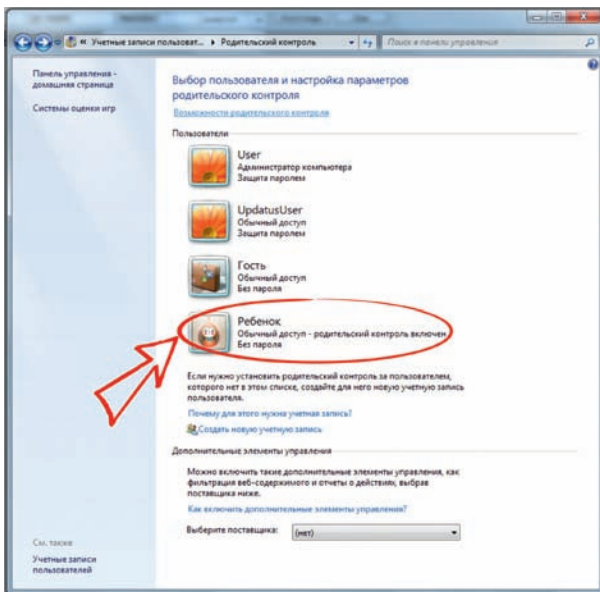 « Учетные записи пользоват... ▸ Родительский контроль
Поиск в панели управления
Панель управления -
домашняя страница
Системы оценки игр
Выбор пользователя и настройка параметров
родительского контроля
Возможности родительского контроля
Пользователи
User
Администратор компьютера
Защита паролем
UpdatusUser
Обычный доступ
Защита паролем
Гость
Обычный доступ
Без пароля
Ребенок
Обычный доступ - родительский контроль включен
Без пароля
Если нужно установить родительский контроль за пользователем,
которого нет в этом списке, создайте для него новую учетную запись
пользователя.
Почему для этого нужна учетная запись?
Создать новую учетную запись
Дополнительные элементы управления
Можно включить такие дополнительные элементы управления, как
фильтрация веб-содержимого и отчеты о действиях, выбрав
поставщика ниже.
Как включить дополнительные элементы управления?
Выберите поставщика: (нет)
См. также
Учетные записи
пользователей